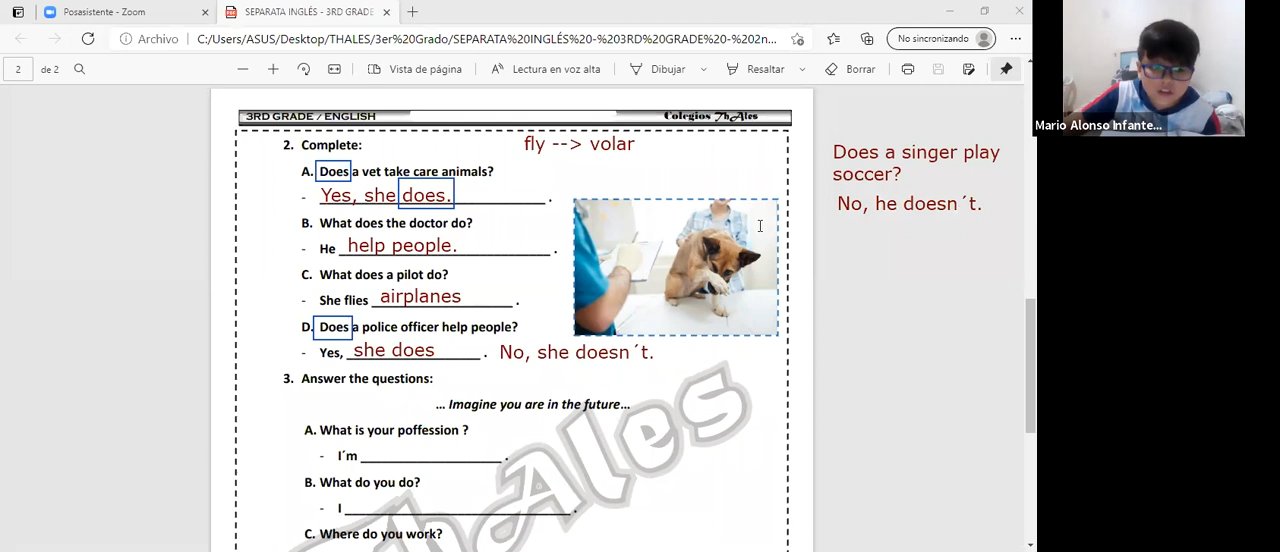 Posasistente - Zoom
SEPARATA INGLÉS - 3RD GRADE
Archivo
C:/Users/ASUS/Desktop/THALES/3er%20Grado/SEPARATA%20INGLÉS%20-%203RD%20GRADE%20-%202n...
No sincronizando
2
de 2
Vista de página
Lectura en voz alta
Dibujar
Resaltar
Borrar
3RD GRADE / ENGLISH
Colegios ThAles
2. Complete:
fly --> volar
A. Does a vet take care animals?
- Yes, she does. .
B. What does the doctor do?
- He help people. .
C. What does a pilot do?
- She flies airplanes .
D. Does a police officer help people?
- Yes, she does . No, she doesn´t.
3. Answer the questions:
... Imagine you are in the future...
A. What is your poffession ?
- I´m ____________________ .
B. What do you do?
- I ________________________________ .
C. Where do you work?
ThAles
Does a singer play
soccer?
No, he doesn´t.
Mario Alonso Infante...